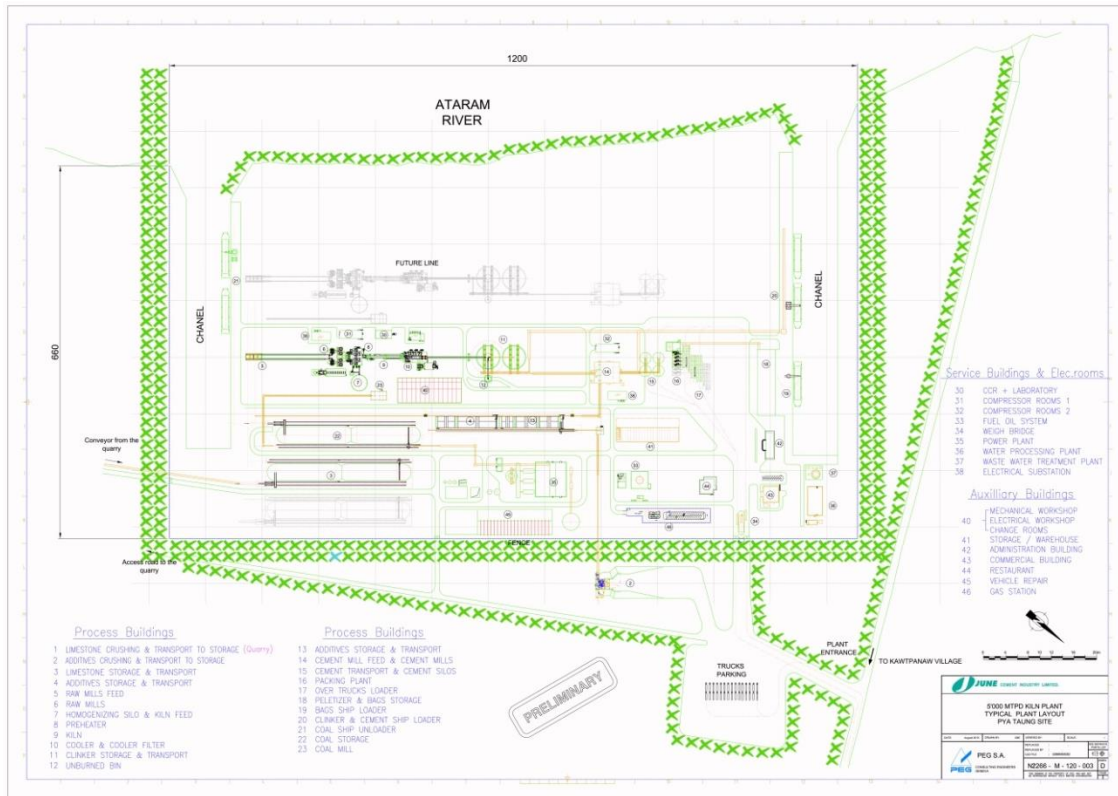 1200
ATARAM
RIVER
660
FUTURE LINE
CHANEL
CHANEL
Conveyor from the
quarry
Access road to the
quarry
FENCE
PLANT
ENTRANCE
TO KAWTPANAW VILLAGE
TRUCKS
PARKING
PRELIMINARY
Service Buildings & Elec.rooms
30 CCR + LABORATORY
31 COMPRESSOR ROOMS 1
32 COMPRESSOR ROOMS 2
33 FUEL OIL SYSTEM
34 WEIGH BRIDGE
35 POWER PLANT
36 WATER PROCESSING PLANT
37 WASTE WATER TREATMENT PLANT
38 ELECTRICAL SUBSTATION
Auxilliary Buildings
MECHANICAL WORKSHOP
40 ELECTRICAL WORKSHOP
CHANGE ROOMS
41 STORAGE / WAREHOUSE
42 ADMINISTRATION BUILDING
43 COMMERCIAL BUILDING
44 RESTAURANT
45 VEHICLE REPAIR
46 GAS STATION
Process Buildings
1 LIMESTONE CRUSHING & TRANSPORT TO STORAGE (Quarry)
2 ADDITIVES CRUSHING & TRANSPORT TO STORAGE
3 LIMESTONE STORAGE & TRANSPORT
4 ADDITIVES STORAGE & TRANSPORT
5 RAW MILLS FEED
6 RAW MILLS
7 HOMOGENIZING SILO & KILN FEED
8 PREHEATER
9 KILN
10 COOLER & COOLER FILTER
11 CLINKER STORAGE & TRANSPORT
12 UNBURNED BIN
Process Buildings
13 ADDITIVES STORAGE & TRANSPORT
14 CEMENT MILL FEED & CEMENT MILLS
15 CEMENT TRANSPORT & CEMENT SILOS
16 PACKING PLANT
17 OVER TRUCKS LOADER
18 PELETIZER & BAGS STORAGE
19 BAGS SHIP LOADER
20 CLINKER & CEMENT SHIP LOADER
21 COAL SHIP UNLOADER
22 COAL STORAGE
23 COAL MILL
JUNE CEMENT INDUSTRY LIMITED
5'000 MTPD KILN PLANT
TYPICAL PLANT LAYOUT
PYA TAUNG SITE
PEG S.A.
PEG
CONSULTING ENGINEERS
N2266 - M - 120 - 003 D